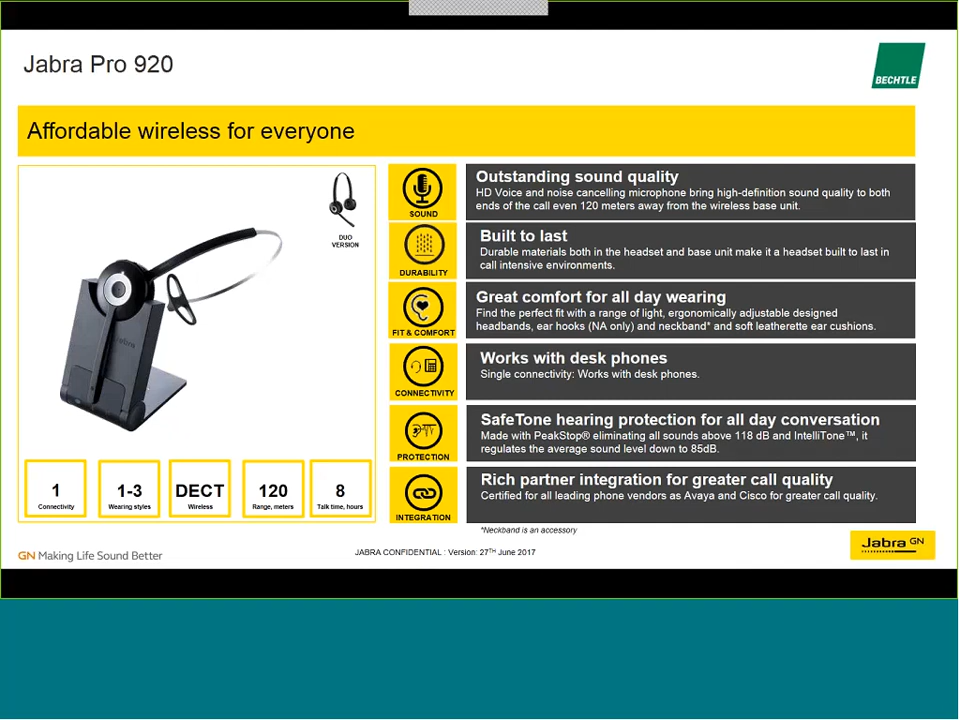 Jabra Pro 920
BECHTLE
Affordable wireless for everyone
DUO
VERSION
SOUND
Outstanding sound quality
HD Voice and noise cancelling microphone bring high-definition sound quality to both
ends of the call even 120 meters away from the wireless base unit.
DURABILITY
Built to last
Durable materials both in the headset and base unit make it a headset built to last in
call intensive environments.
FIT & COMFORT
Great comfort for all day wearing
Find the perfect fit with a range of light, ergonomically adjustable designed
headbands, ear hooks (NA only) and neckband* and soft leatherette ear cushions.
CONNECTIVITY
Works with desk phones
Single connectivity: Works with desk phones.
PROTECTION
SafeTone hearing protection for all day conversation
Made with PeakStop® eliminating all sounds above 118 dB and IntelliTone™, it
regulates the average sound level down to 85dB.
INTEGRATION
Rich partner integration for greater call quality
Certified for all leading phone vendors as Avaya and Cisco for greater call quality.
Jabra
1
Connectivity
1-3
Wearing styles
DECT
Wireless
120
Range, meters
8
Talk time, hours
*Neckband is an accessory
GN Making Life Sound Better
JABRA CONFIDENTIAL : Version: 27TH June 2017
Jabra GN